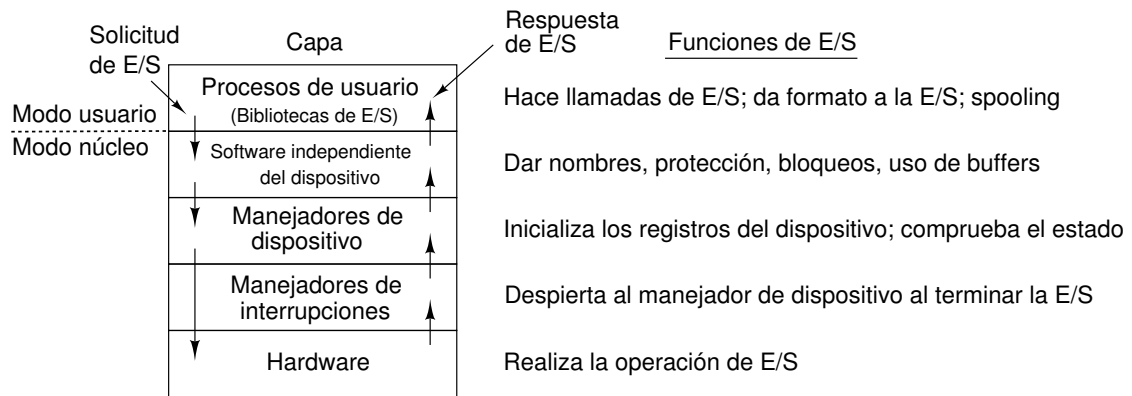 Solicitud
de E/S
Capa
Respuesta
de E/S
Funciones de E/S
Modo usuario
Modo núcleo
Procesos de usuario
(Bibliotecas de E/S)
Hace llamadas de E/S; da formato a la E/S; spooling
Software independiente
del dispositivo
Dar nombres, protección, bloqueos, uso de buffers
Manejadores de
dispositivo
Inicializa los registros del dispositivo; comprueba el estado
Manejadores de
interrupciones
Despierta al manejador de dispositivo al terminar la E/S
Hardware
Realiza la operación de E/S